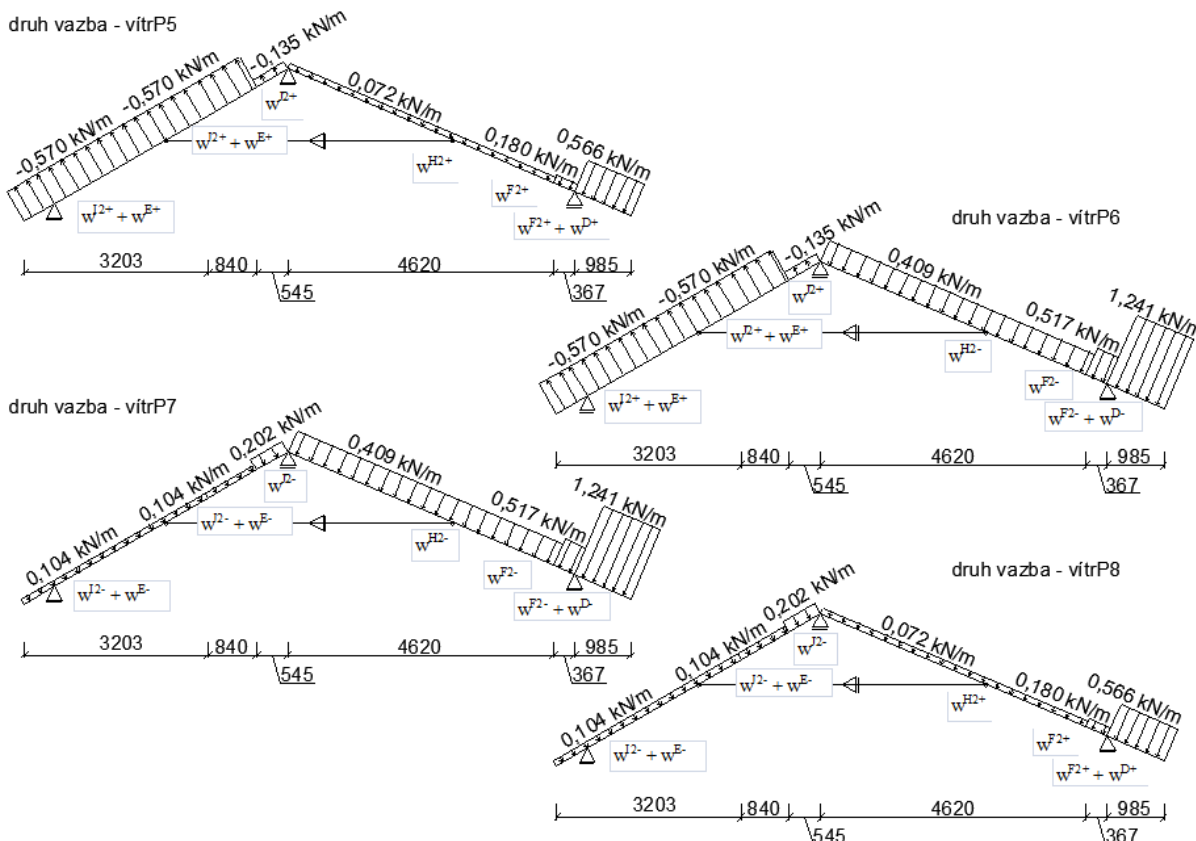 druh vazba - vítrP5
-0,570 kN/m
-0,570 kN/m
-0,135 kN/m
0,072 kN/m
0,180 kN/m
0,566 kN/m
w^J2+
w^J2+ + w^E+
w^H2+
w^F2+
w^J2+ + w^E+
w^F2+ + w^D+
3203 840 4620 985
545 367
druh vazba - vítrP6
-0,570 kN/m
-0,570 kN/m
-0,135 kN/m
0,409 kN/m
0,517 kN/m
1,241 kN/m
w^J2+
w^J2+ + w^E+
w^H2-
w^F2-
w^J2+ + w^E+
w^F2- + w^D-
3203 840 4620 985
545 367
druh vazba - vítrP7
0,104 kN/m
0,104 kN/m
0,202 kN/m
0,409 kN/m
0,517 kN/m
1,241 kN/m
w^J2-
w^J2- + w^E-
w^H2-
w^F2-
w^J2- + w^E-
w^F2- + w^D-
3203 840 4620 985
545 367
druh vazba - vítrP8
0,104 kN/m
0,104 kN/m
0,202 kN/m
0,072 kN/m
0,180 kN/m
0,566 kN/m
w^J2-
w^J2- + w^E-
w^H2+
w^F2+
w^J2- + w^E-
w^F2+ + w^D+
3203 840 4620 985
545 367